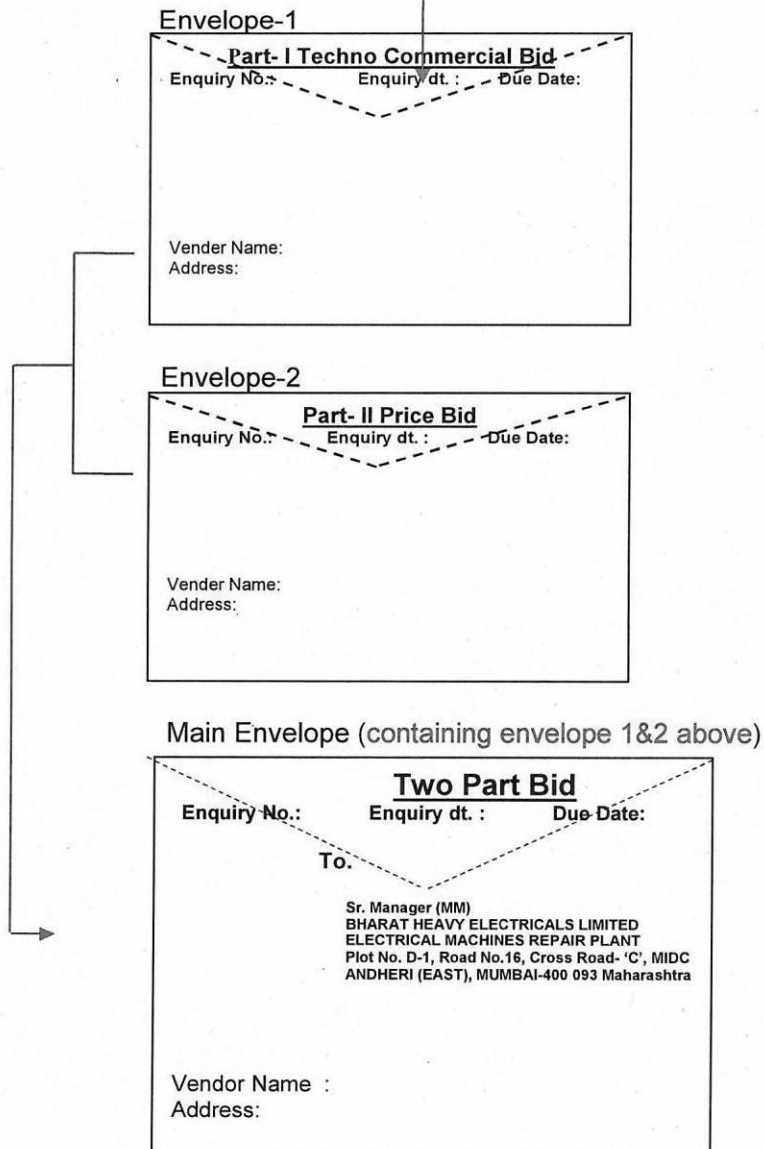 Envelope-1
Part- I Techno Commercial Bid
Enquiry No.: Enquiry dt. : Due Date:
Vender Name:
Address:
Envelope-2
Part- II Price Bid
Enquiry No.: Enquiry dt. : Due Date:
Vender Name:
Address:
Main Envelope (containing envelope 1&2 above)
Two Part Bid
Enquiry No.: Enquiry dt. : Due Date:
To.
Sr. Manager (MM)
BHARAT HEAVY ELECTRICALS LIMITED
ELECTRICAL MACHINES REPAIR PLANT
Plot No. D-1, Road No.16, Cross Road- ‘C’, MIDC
ANDHERI (EAST), MUMBAI-400 093 Maharashtra
Vendor Name :
Address: